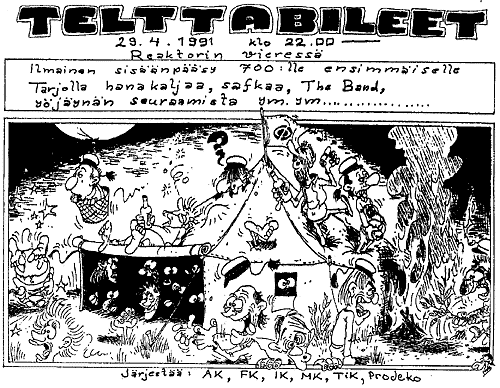 TELTTABILEET
29.4.1991 klo 22.00
Reaktorin vieressä
Ilmainen sisäänpääsy 700:lle ensimmäiselle
Tarjolla hanakaljaa, safkaa, The Band,
yöjäynän seuraamista ym.ym..................
?
Järjestää: AK, FK, IK, MK, TiK, Prodeko